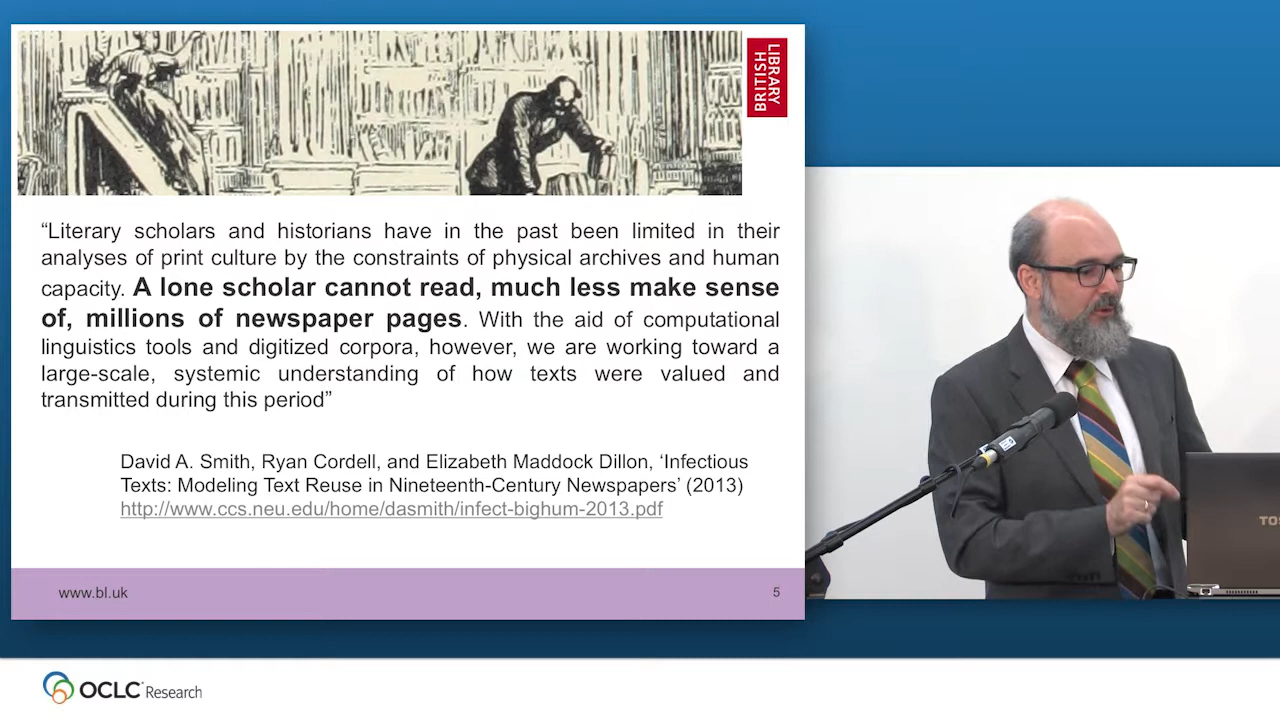 LIBRARY
BRITISH
“Literary scholars and historians have in the past been limited in their
analyses of print culture by the constraints of physical archives and human
capacity. A lone scholar cannot read, much less make sense
of, millions of newspaper pages. With the aid of computational
linguistics tools and digitized corpora, however, we are working toward a
large-scale, systemic understanding of how texts were valued and
transmitted during this period”
David A. Smith, Ryan Cordell, and Elizabeth Maddock Dillon, ‘Infectious
Texts: Modeling Text Reuse in Nineteenth-Century Newspapers’ (2013)
http://www.ccs.neu.edu/home/dasmith/infect-bighum-2013.pdf
www.bl.uk 5
OCLC Research